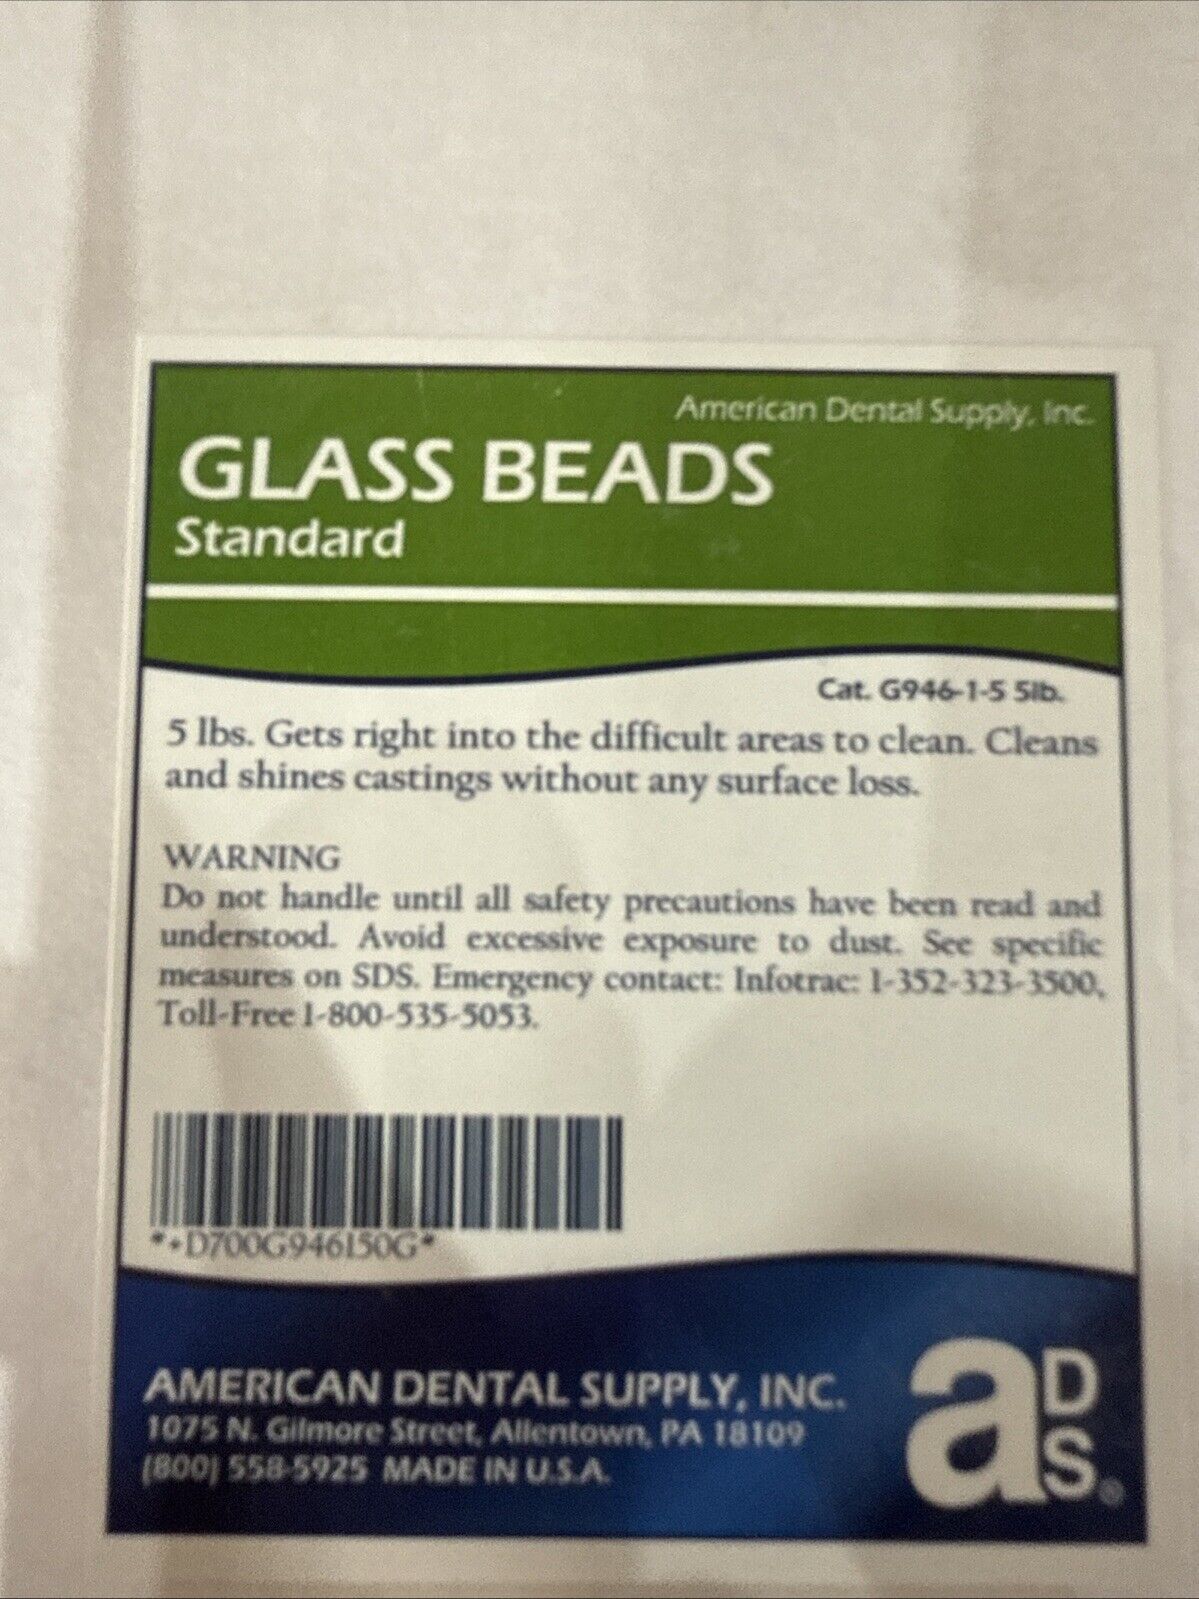 American Dental Supply, Inc.
GLASS BEADS
Standard
Cat. G946-1-5 5lb.
5 lbs. Gets right into the difficult areas to clean. Cleans
and shines castings without any surface loss.
WARNING
Do not handle until all safety precautions have been read and
understood. Avoid excessive exposure to dust. See specific
measures on SDS. Emergency contact: Infotrac: 1-352-323-3500,
Toll-Free 1-800-535-5053.
*+D700G946150G*
AMERICAN DENTAL SUPPLY, INC.
1075 N. Gilmore Street, Allentown, PA 18109
(800) 558-5925 MADE IN U.S.A.
aDS®